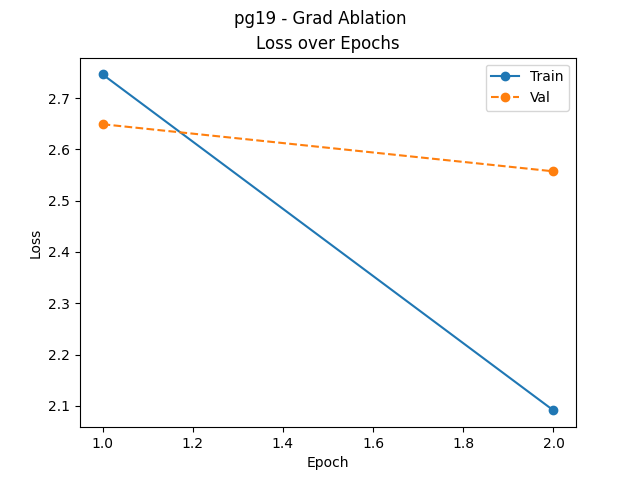 pg19 - Grad Ablation
Loss over Epochs
Train
Val
2.7
2.6
2.5
2.4
2.3
2.2
2.1
Loss
1.0 1.2 1.4 1.6 1.8 2.0
Epoch